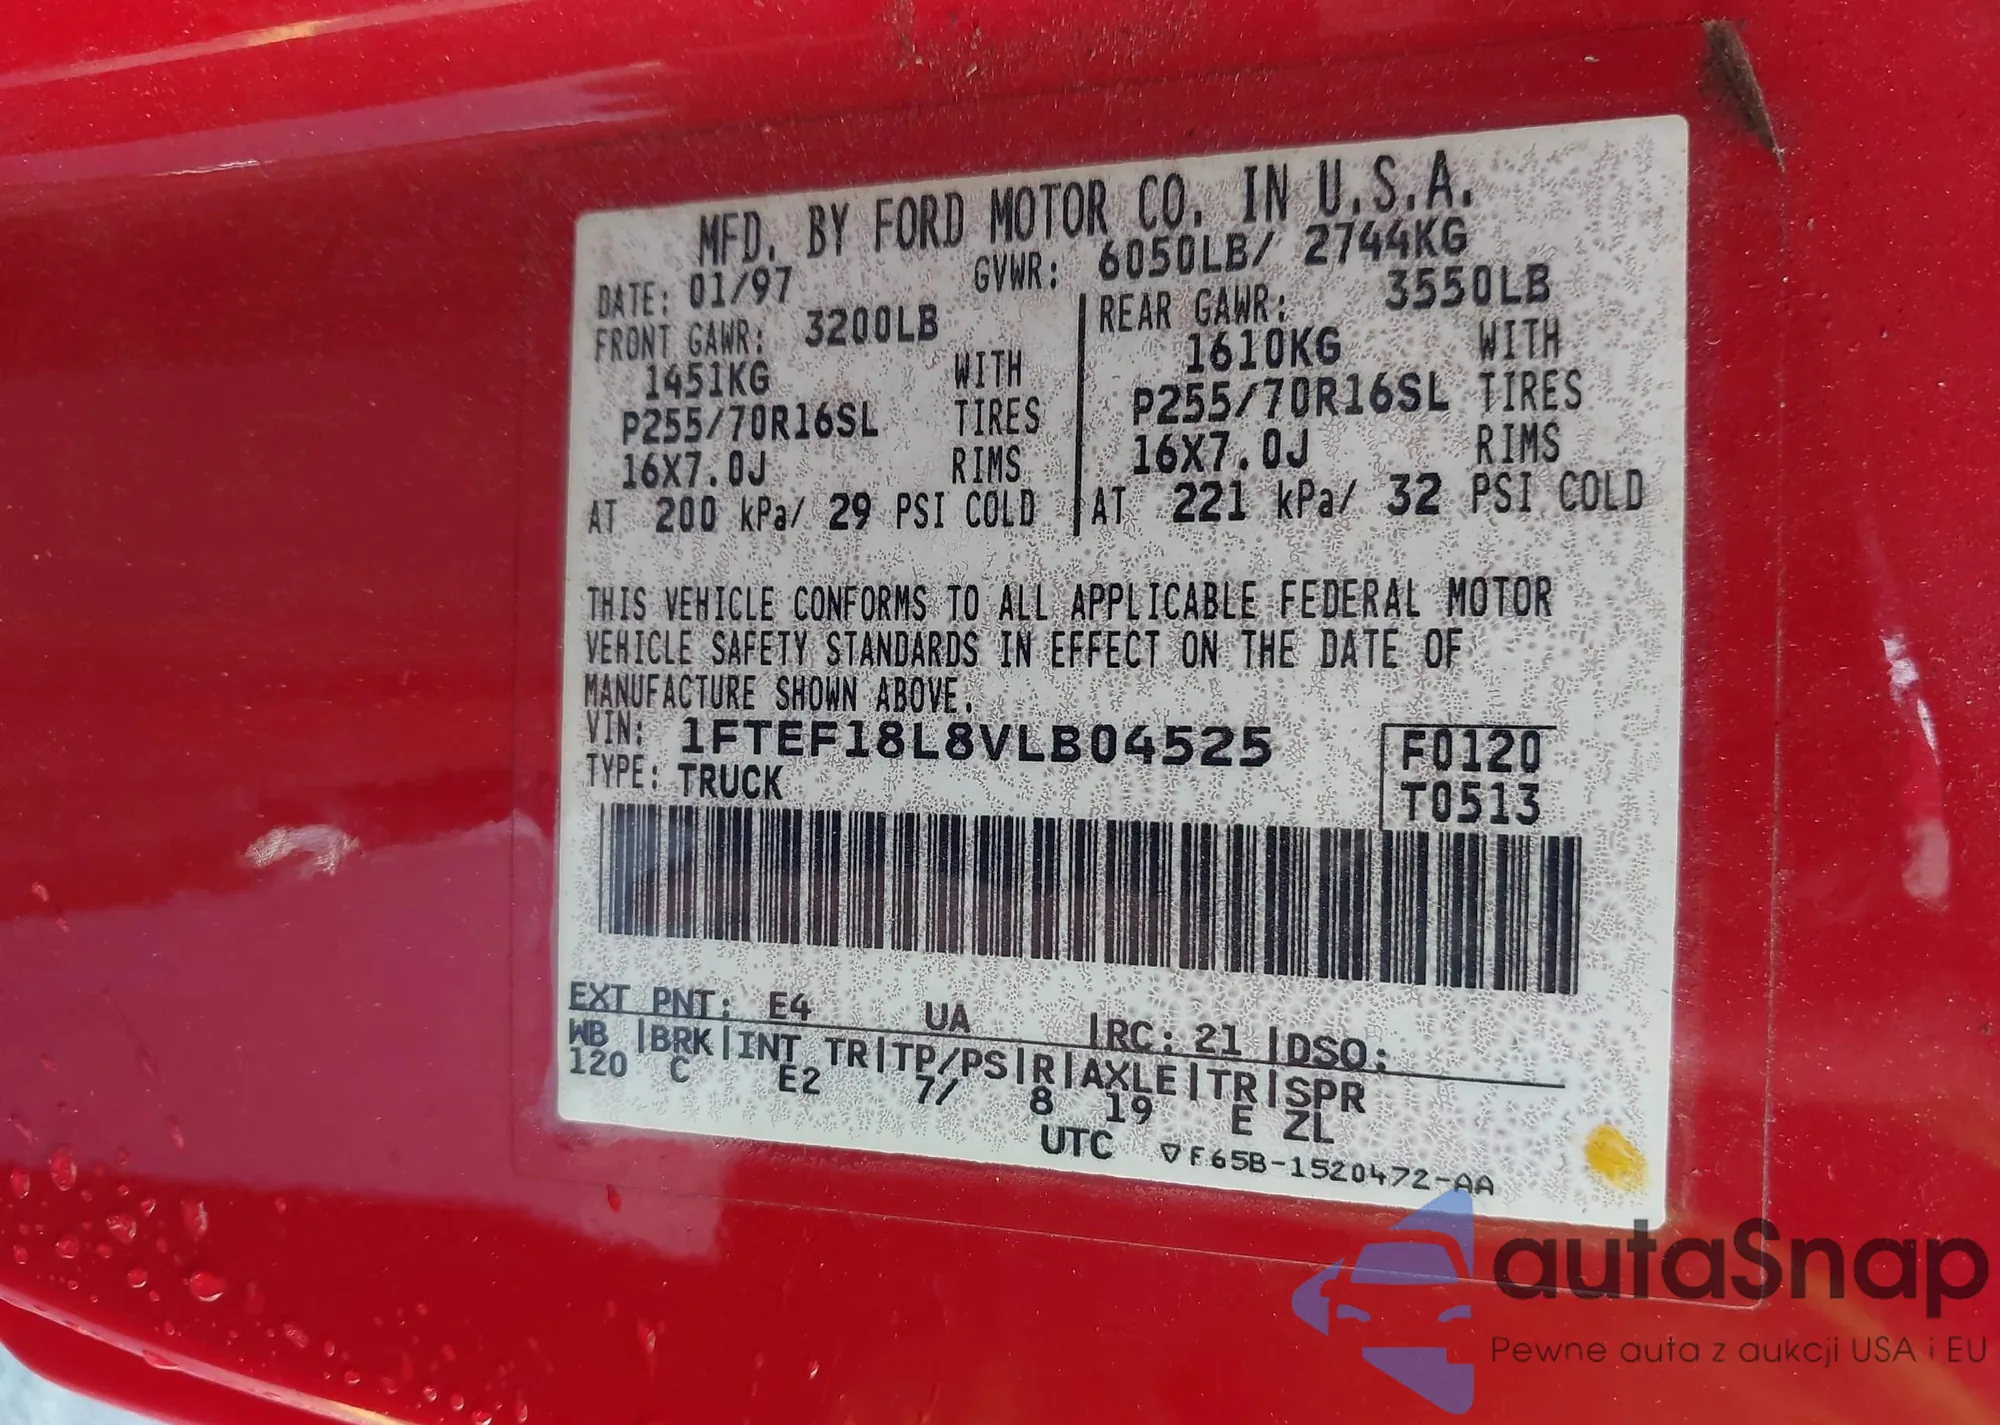 MFD. BY FORD MOTOR CO. IN U.S.A.
DATE: 01/97 GVWR: 6050LB/ 2744KG
FRONT GAWR: 3200LB
1451KG WITH
P255/70R16SL TIRES
16X7.0J RIMS
AT 200 kPa/ 29 PSI COLD
REAR GAWR: 3550LB
1610KG WITH
P255/70R16SL TIRES
16X7.0J RIMS
AT 221 kPa/ 32 PSI COLD
THIS VEHICLE CONFORMS TO ALL APPLICABLE FEDERAL MOTOR
VEHICLE SAFETY STANDARDS IN EFFECT ON THE DATE OF
MANUFACTURE SHOWN ABOVE.
VIN: 1FTEF18L8VLB04525
TYPE: TRUCK
F0120
T0513
EXT PNT: E4 UA |RC: 21 |DSO:
WB |BRK|INT TR|TP/PS|R|AXLE|TR|SPR
120 C E2 7/ 8 19 E ZL
UTC ▽F65B-1520472-AA
autaSnap
Pewne auta z aukcji USA i EU